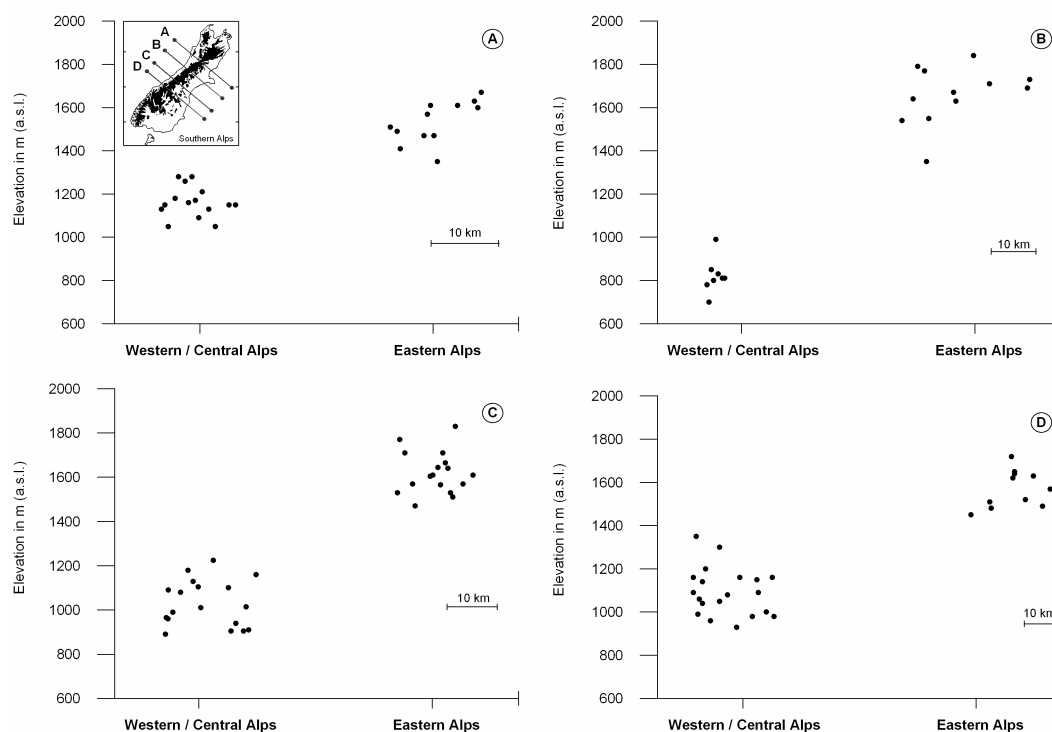 A
Elevation in m (a.s.l.)
2000
1800
1600
1400
1200
1000
800
600
A
B
C
D
Southern Alps
10 km
Western / Central Alps
Eastern Alps
B
Elevation in m (a.s.l.)
2000
1800
1600
1400
1200
1000
800
600
10 km
Western / Central Alps
Eastern Alps
C
Elevation in m (a.s.l.)
2000
1800
1600
1400
1200
1000
800
600
10 km
Western / Central Alps
Eastern Alps
D
Elevation in m (a.s.l.)
2000
1800
1600
1400
1200
1000
800
600
10 km
Western / Central Alps
Eastern Alps